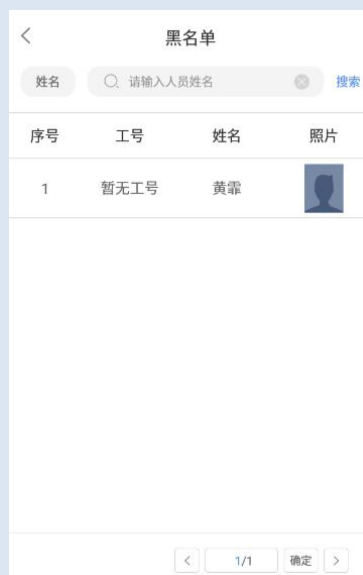 黑名单
姓名 请输入人员姓名 搜索
序号 工号 姓名 照片
1 暂无工号 黄霏
1/1 确定